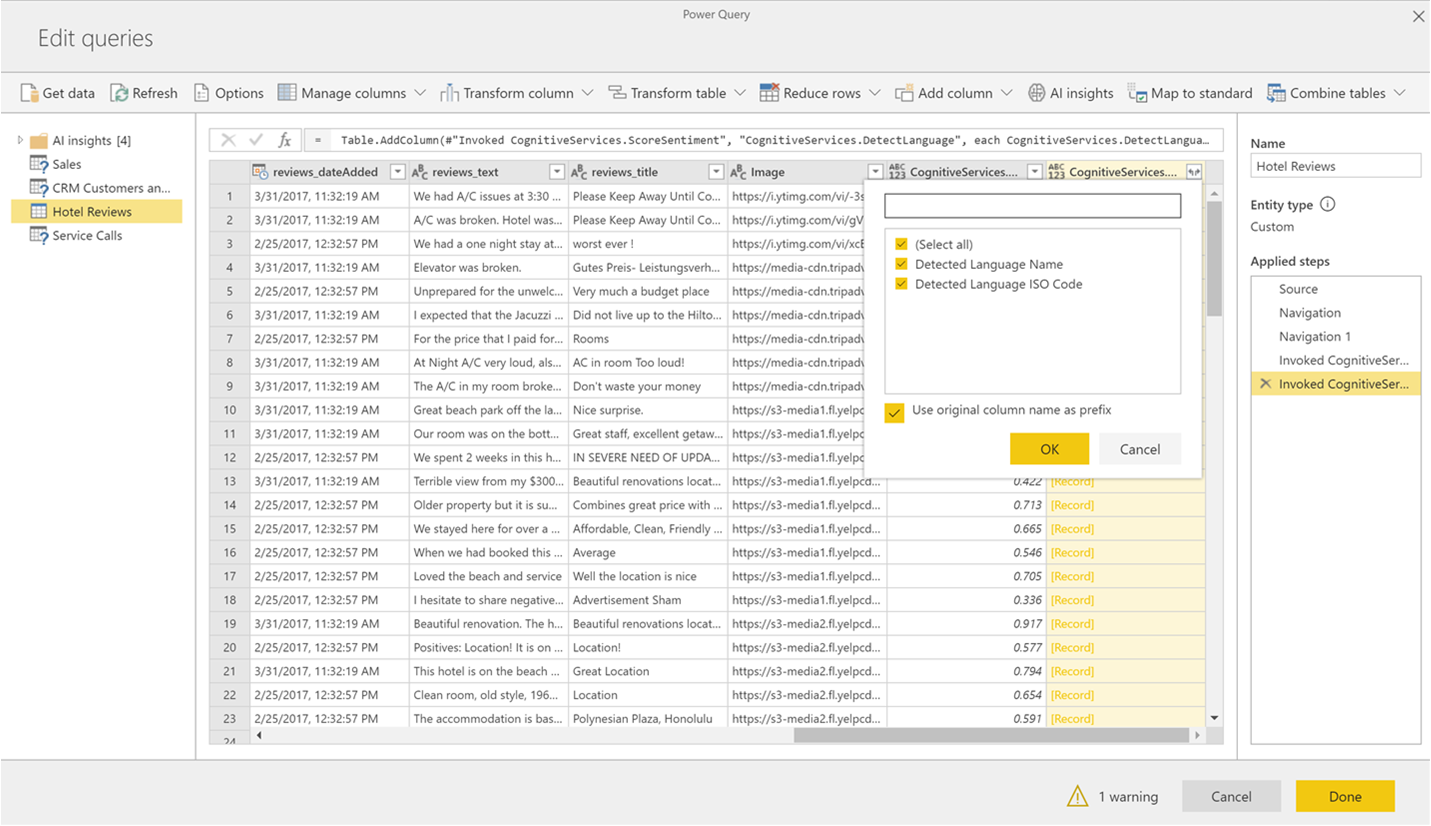 Power Query
Edit queries
Get data Refresh Options Manage columns Transform column Transform table Reduce rows Add column AI insights Map to standard Combine tables
AI insights [4]
Sales
CRM Customers an...
Hotel Reviews
Service Calls
fx = Table.AddColumn(#"Invoked CognitiveServices.ScoreSentiment", "CognitiveServices.DetectLanguage", each CognitiveServices.DetectLangua...
reviews_dateAdded ABC reviews_text ABC reviews_title ABC Image ABC 123 CognitiveServices.... ABC 123 CognitiveServices....
1 3/31/2017, 11:32:19 AM We had A/C issues at 3:30 ... Please Keep Away Until Co... https://i.ytimg.com/vi/-3s
2 3/31/2017, 11:32:19 AM A/C was broken. Hotel was... Please Keep Away Until Co... https://i.ytimg.com/vi/gV
3 2/25/2017, 12:32:57 PM We had a one night stay at... worst ever ! https://i.ytimg.com/vi/xcE
4 3/31/2017, 11:32:19 AM Elevator was broken. Gutes Preis- Leistungsverh... https://media-cdn.tripadv
5 2/25/2017, 12:32:57 PM Unprepared for the unwelc... Very much a budget place https://media-cdn.tripadv
6 3/31/2017, 11:32:19 AM I expected that the Jacuzzi ... Did not live up to the Hilto... https://media-cdn.tripadv
7 2/25/2017, 12:32:57 PM For the price that I paid for... Rooms https://media-cdn.tripadv
8 3/31/2017, 11:32:19 AM At Night A/C very loud, als... AC in room Too loud! https://media-cdn.tripadv
9 3/31/2017, 11:32:19 AM The A/C in my room broke... Don't waste your money https://media-cdn.tripadv
10 3/31/2017, 11:32:19 AM Great beach park off the la... Nice surprise. https://s3-media1.fl.yelpc
11 3/31/2017, 11:32:19 AM Our room was on the bott... Great staff, excellent getaw... https://s3-media1.fl.yelpc
12 2/25/2017, 12:32:57 PM We spent 2 weeks in this h... IN SEVERE NEED OF UPDA... https://s3-media1.fl.yelpc
13 3/31/2017, 11:32:19 AM Terrible view from my $300... Beautiful renovations locat... https://s3-media1.fl.yelpcd... 0.422 [Record]
14 2/25/2017, 12:32:57 PM Older property but it is su... Combines great price with ... https://s3-media1.fl.yelpcd... 0.713 [Record]
15 2/25/2017, 12:32:57 PM We stayed here for over a ... Affordable, Clean, Friendly ... https://s3-media1.fl.yelpcd... 0.665 [Record]
16 2/25/2017, 12:32:57 PM When we had booked this ... Average https://s3-media1.fl.yelpcd... 0.546 [Record]
17 2/25/2017, 12:32:57 PM Loved the beach and service Well the location is nice https://s3-media1.fl.yelpcd... 0.705 [Record]
18 2/25/2017, 12:32:57 PM I hesitate to share negative... Advertisement Sham https://s3-media1.fl.yelpcd... 0.336 [Record]
19 3/31/2017, 11:32:19 AM Beautiful renovation. The h... Beautiful renovations locat... https://s3-media2.fl.yelpcd... 0.917 [Record]
20 2/25/2017, 12:32:57 PM Positives: Location! It is on ... Location! https://s3-media2.fl.yelpcd... 0.577 [Record]
21 3/31/2017, 11:32:19 AM This hotel is on the beach ... Great Location https://s3-media2.fl.yelpcd... 0.794 [Record]
22 2/25/2017, 12:32:57 PM Clean room, old style, 196... Location https://s3-media2.fl.yelpcd... 0.654 [Record]
23 2/25/2017, 12:32:57 PM The accommodation is bas... Polynesian Plaza, Honolulu https://s3-media2.fl.yelpcd... 0.591 [Record]
24
(Select all)
Detected Language Name
Detected Language ISO Code
Use original column name as prefix
OK Cancel
Name
Hotel Reviews
Entity type
Custom
Applied steps
Source
Navigation
Navigation 1
Invoked CognitiveSer...
Invoked CognitiveSer...
1 warning Cancel Done